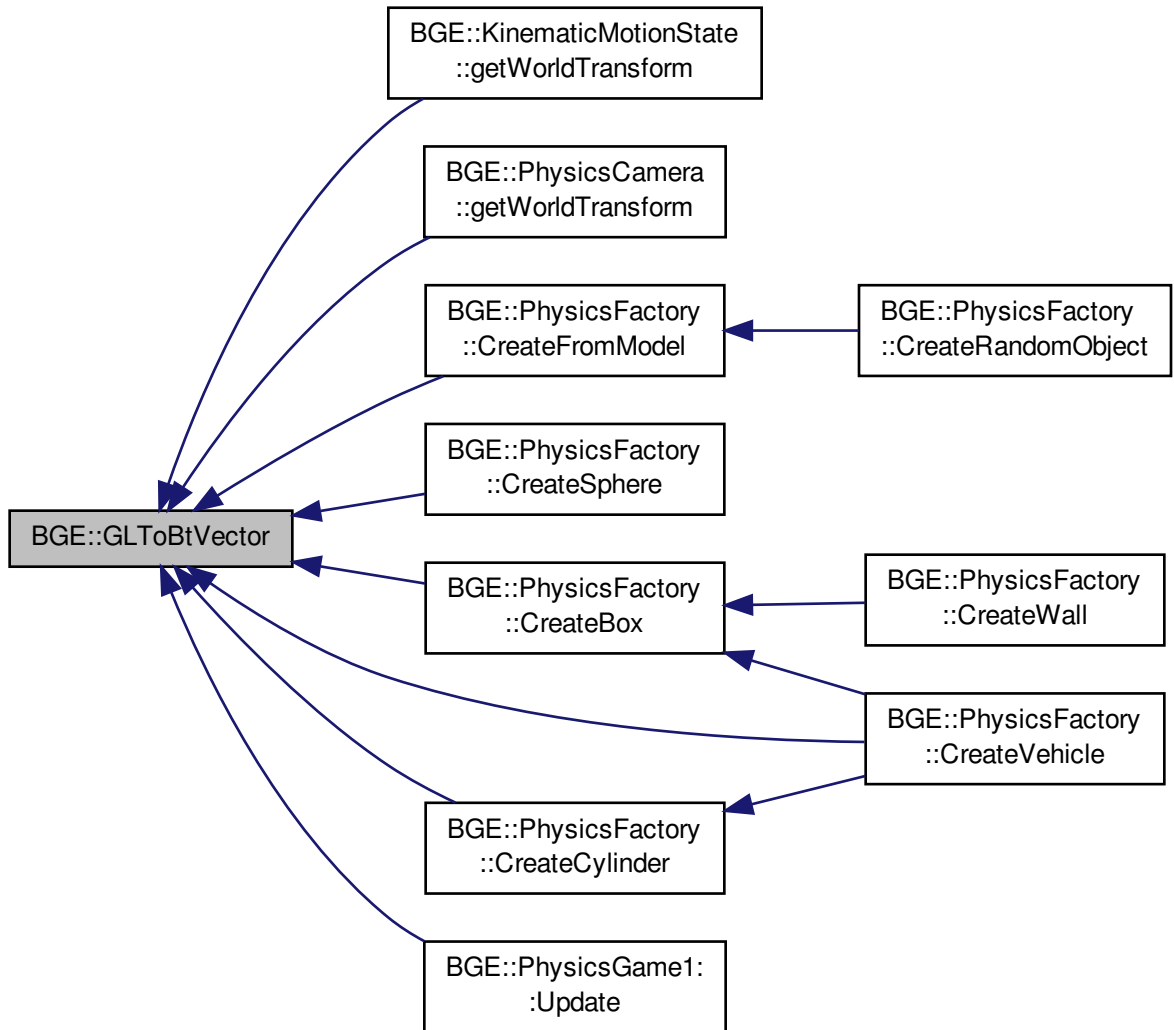 BGE::KinematicMotionState
::getWorldTransform
BGE::PhysicsCamera
::getWorldTransform
BGE::PhysicsFactory
::CreateFromModel
BGE::PhysicsFactory
::CreateRandomObject
BGE::PhysicsFactory
::CreateSphere
BGE::GLToBtVector
BGE::PhysicsFactory
::CreateBox
BGE::PhysicsFactory
::CreateWall
BGE::PhysicsFactory
::CreateVehicle
BGE::PhysicsFactory
::CreateCylinder
BGE::PhysicsGame1:
:Update